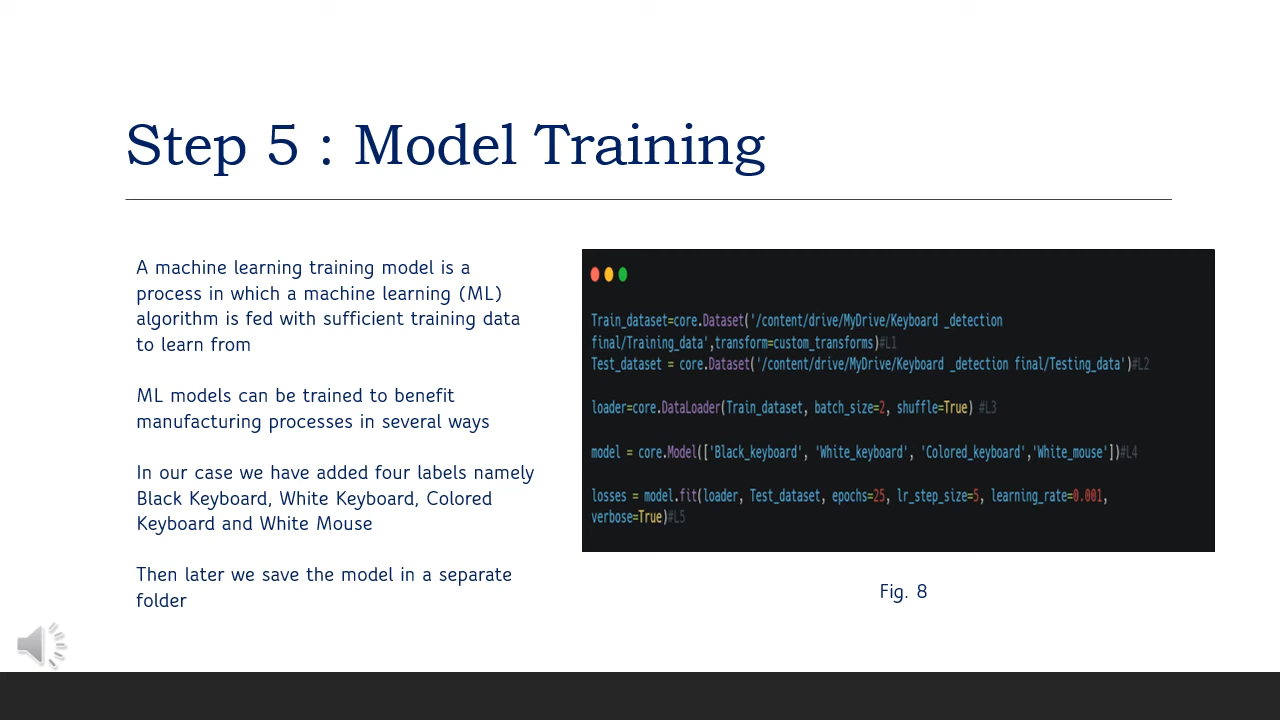 Step 5 : Model Training
A machine learning training model is a
process in which a machine learning (ML)
algorithm is fed with sufficient training data
to learn from
ML models can be trained to benefit
manufacturing processes in several ways
In our case we have added four labels namely
Black Keyboard, White Keyboard, Colored
Keyboard and White Mouse
Then later we save the model in a separate
folder
Train_dataset=core.Dataset('/content/drive/MyDrive/Keyboard _detection
final/Training_data',transform=custom_transforms)#L1
Test_dataset = core.Dataset('/content/drive/MyDrive/Keyboard _detection final/Testing_data')#L2
loader=core.DataLoader(Train_dataset, batch_size=2, shuffle=True) #L3
model = core.Model(['Black_keyboard', 'White_keyboard', 'Colored_keyboard','White_mouse'])#L4
losses = model.fit(loader, Test_dataset, epochs=25, lr_step_size=5, learning_rate=0.001,
verbose=True)#L5
Fig. 8